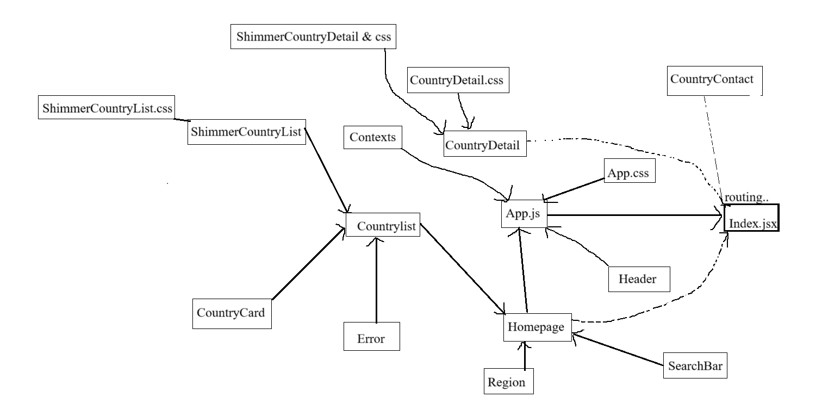 ShimmerCountryDetail & css
CountryDetail.css
CountryContact
ShimmerCountryList.css
ShimmerCountryList
Contexts
CountryDetail
App.css
routing..
App.js
Index.jsx
Countrylist
Header
CountryCard
Homepage
Error
SearchBar
Region